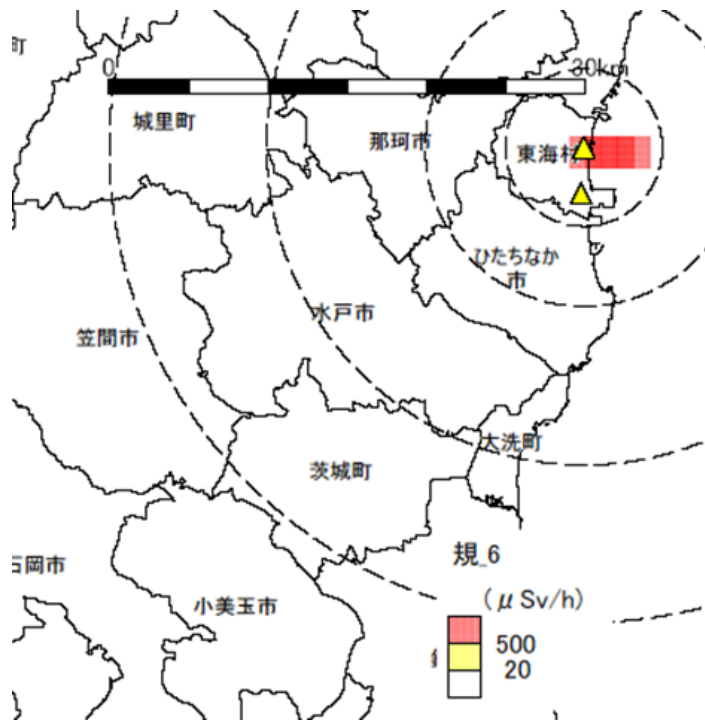 町
0 30km
城里町
那珂市
東海村
ひたちなか
市
水戸市
笠間市
大洗町
茨城町
石岡市
規_6
小美玉市
(μSv/h)
500
20